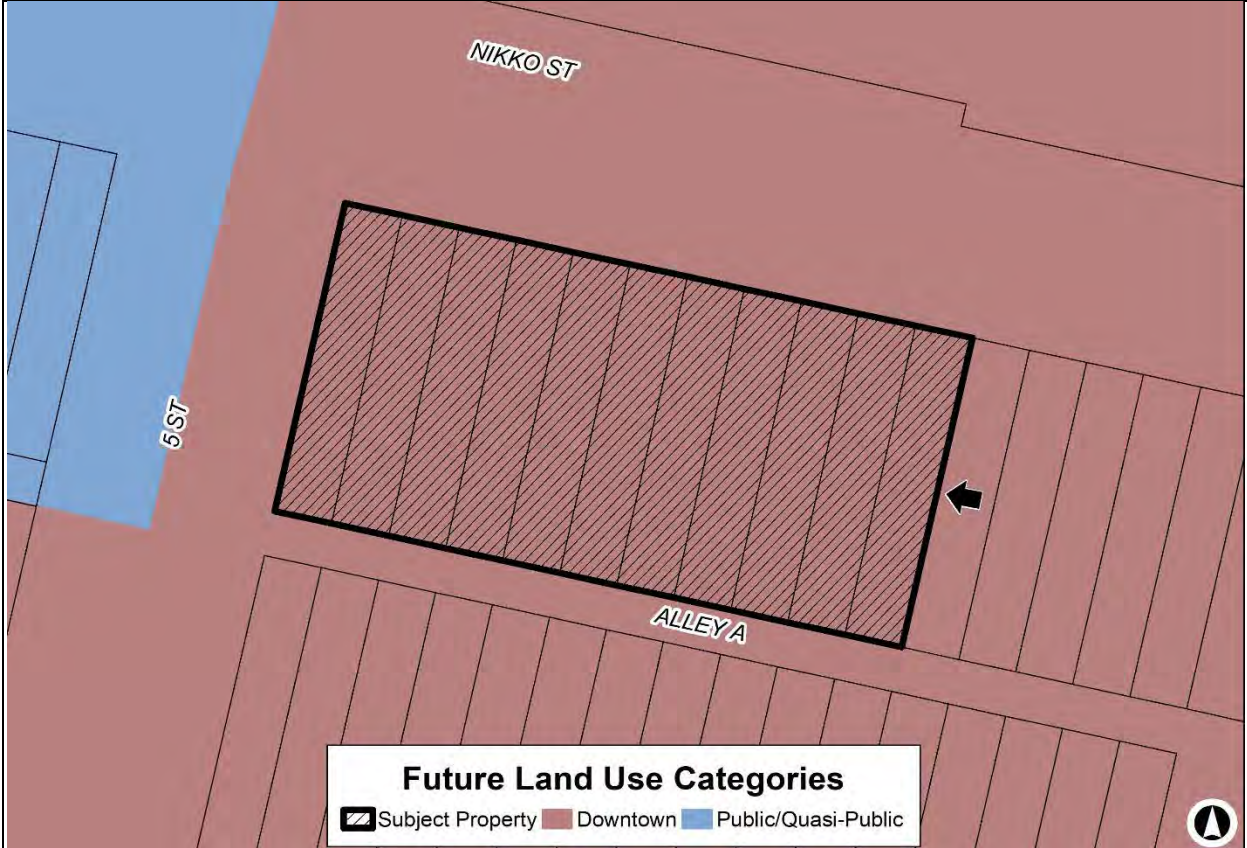 NIKKO ST
5 ST
ALLEY A
Future Land Use Categories
Subject Property Downtown Public/Quasi-Public